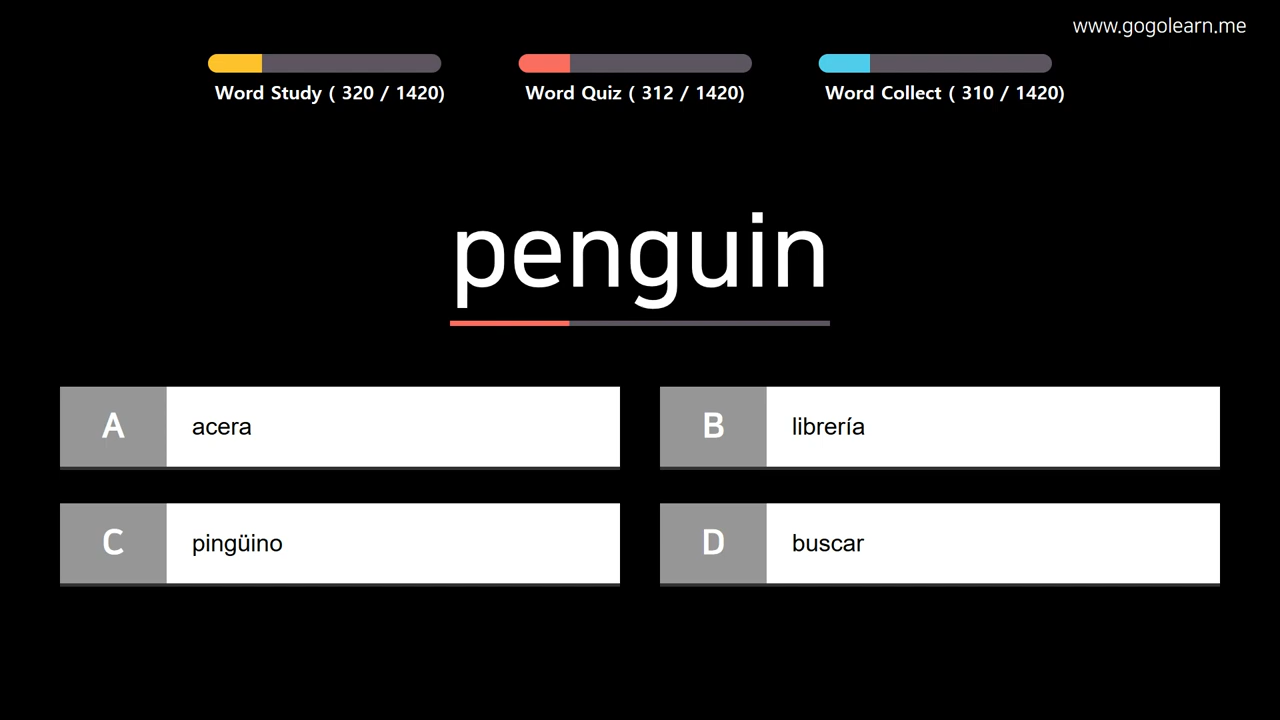 www.gogolearn.me
Word Study ( 320 / 1420)
Word Quiz ( 312 / 1420)
Word Collect ( 310 / 1420)
penguin
A acera
B librería
C pingüino
D buscar